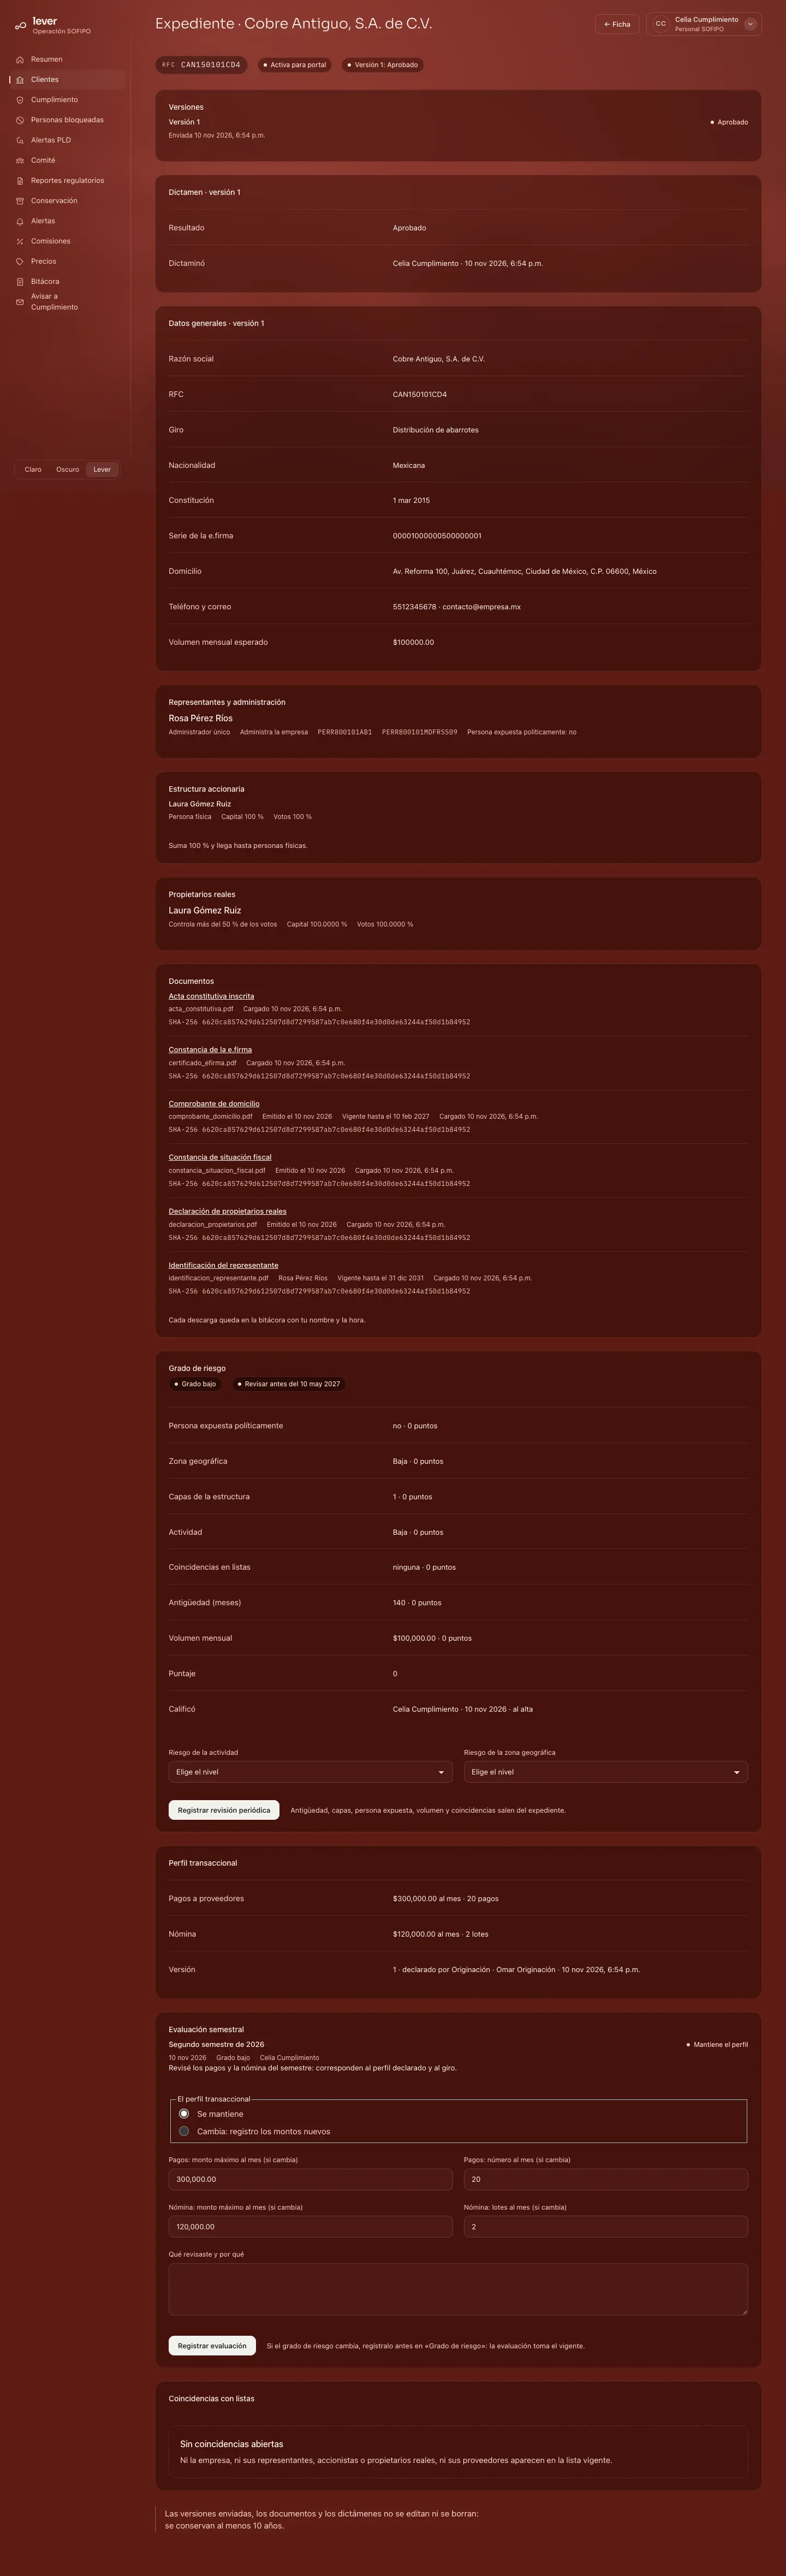 lever
Operación SOFIPO
Resumen
Clientes
Cumplimiento
Personas bloqueadas
Alertas PLD
Comité
Reportes regulatorios
Conservación
Alertas
Comisiones
Precios
Bitácora
Avisar a
Cumplimiento
Claro Oscuro Lever
Expediente · Cobre Antiguo, S.A. de C.V.
← Ficha
CC
Celia Cumplimiento
Personal SOFIPO
RFC CAN150101CD4
Activa para portal
Versión 1: Aprobado
Versiones
Versión 1
Aprobado
Enviada 10 nov 2026, 6:54 p.m.
Dictamen · versión 1
Resultado Aprobado
Dictaminó Celia Cumplimiento · 10 nov 2026, 6:54 p.m.
Datos generales · versión 1
Razón social Cobre Antiguo, S.A. de C.V.
RFC CAN150101CD4
Giro Distribución de abarrotes
Nacionalidad Mexicana
Constitución 1 mar 2015
Serie de la e.firma 00001000000500000001
Domicilio Av. Reforma 100, Juárez, Cuauhtémoc, Ciudad de México, C.P. 06600, México
Teléfono y correo 5512345678 · contacto@empresa.mx
Volumen mensual esperado $100000.00
Representantes y administración
Rosa Pérez Ríos
Administrador único Administra la empresa PERR800101AB1 PERR800101MDFRSS09 Persona expuesta políticamente: no
Estructura accionaria
Laura Gómez Ruiz
Persona física Capital 100 % Votos 100 %
Suma 100 % y llega hasta personas físicas.
Propietarios reales
Laura Gómez Ruiz
Controla más del 50 % de los votos Capital 100.0000 % Votos 100.0000 %
Documentos
Acta constitutiva inscrita
acta_constitutiva.pdf Cargado 10 nov 2026, 6:54 p.m.
SHA-256 6620ca857629d612507d8d7299587ab7c0e680f4e30d0de63244af50d1b84952
Constancia de la e.firma
certificado_efirma.pdf Cargado 10 nov 2026, 6:54 p.m.
SHA-256 6620ca857629d612507d8d7299587ab7c0e680f4e30d0de63244af50d1b84952
Comprobante de domicilio
comprobante_domicilio.pdf Emitido el 10 nov 2026 Vigente hasta el 10 feb 2027 Cargado 10 nov 2026, 6:54 p.m.
SHA-256 6620ca857629d612507d8d7299587ab7c0e680f4e30d0de63244af50d1b84952
Constancia de situación fiscal
constancia_situacion_fiscal.pdf Emitido el 10 nov 2026 Cargado 10 nov 2026, 6:54 p.m.
SHA-256 6620ca857629d612507d8d7299587ab7c0e680f4e30d0de63244af50d1b84952
Declaración de propietarios reales
declaracion_propietarios.pdf Emitido el 10 nov 2026 Cargado 10 nov 2026, 6:54 p.m.
SHA-256 6620ca857629d612507d8d7299587ab7c0e680f4e30d0de63244af50d1b84952
Identificación del representante
identificacion_representante.pdf Rosa Pérez Ríos Vigente hasta el 31 dic 2031 Cargado 10 nov 2026, 6:54 p.m.
SHA-256 6620ca857629d612507d8d7299587ab7c0e680f4e30d0de63244af50d1b84952
Cada descarga queda en la bitácora con tu nombre y la hora.
Grado de riesgo
Grado bajo
Revisar antes del 10 may 2027
Persona expuesta políticamente no · 0 puntos
Zona geográfica Baja · 0 puntos
Capas de la estructura 1 · 0 puntos
Actividad Baja · 0 puntos
Coincidencias en listas ninguna · 0 puntos
Antigüedad (meses) 140 · 0 puntos
Volumen mensual $100,000.00 · 0 puntos
Puntaje 0
Calificó Celia Cumplimiento · 10 nov 2026 · al alta
Riesgo de la actividad Riesgo de la zona geográfica
Elige el nivel Elige el nivel
Registrar revisión periódica Antigüedad, capas, persona expuesta, volumen y coincidencias salen del expediente.
Perfil transaccional
Pagos a proveedores $300,000.00 al mes · 20 pagos
Nómina $120,000.00 al mes · 2 lotes
Versión 1 · declarado por Originación · Omar Originación · 10 nov 2026, 6:54 p.m.
Evaluación semestral
Segundo semestre de 2026
Mantiene el perfil
10 nov 2026 Grado bajo Celia Cumplimiento
Revisé los pagos y la nómina del semestre: corresponden al perfil declarado y al giro.
El perfil transaccional
Se mantiene
Cambia: registro los montos nuevos
Pagos: monto máximo al mes (si cambia) Pagos: número al mes (si cambia)
300,000.00 20
Nómina: monto máximo al mes (si cambia) Nómina: lotes al mes (si cambia)
120,000.00 2
Qué revisaste y por qué
Registrar evaluación Si el grado de riesgo cambia, regístralo antes en «Grado de riesgo»: la evaluación toma el vigente.
Coincidencias con listas
Sin coincidencias abiertas
Ni la empresa, ni sus representantes, accionistas o propietarios reales, ni sus proveedores aparecen en la lista vigente.
Las versiones enviadas, los documentos y los dictámenes no se editan ni se borran:
se conservan al menos 10 años.